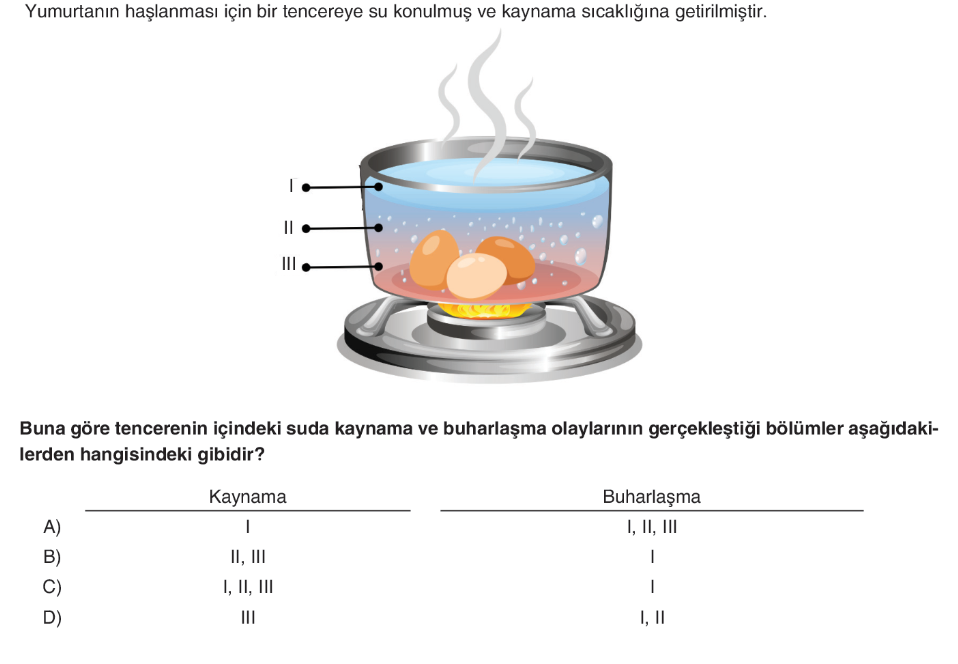 Yumurtanın haşlanması için bir tencereye su konulmuş ve kaynama sıcaklığına getirilmiştir.
I
II
III
Buna göre tencerenin içindeki suda kaynama ve buharlaşma olaylarının gerçekleştiği bölümler aşağıdaki-
lerden hangisindeki gibidir?
Kaynama Buharlaşma
A) I I, II, III
B) II, III I
C) I, II, III I
D) III I, II